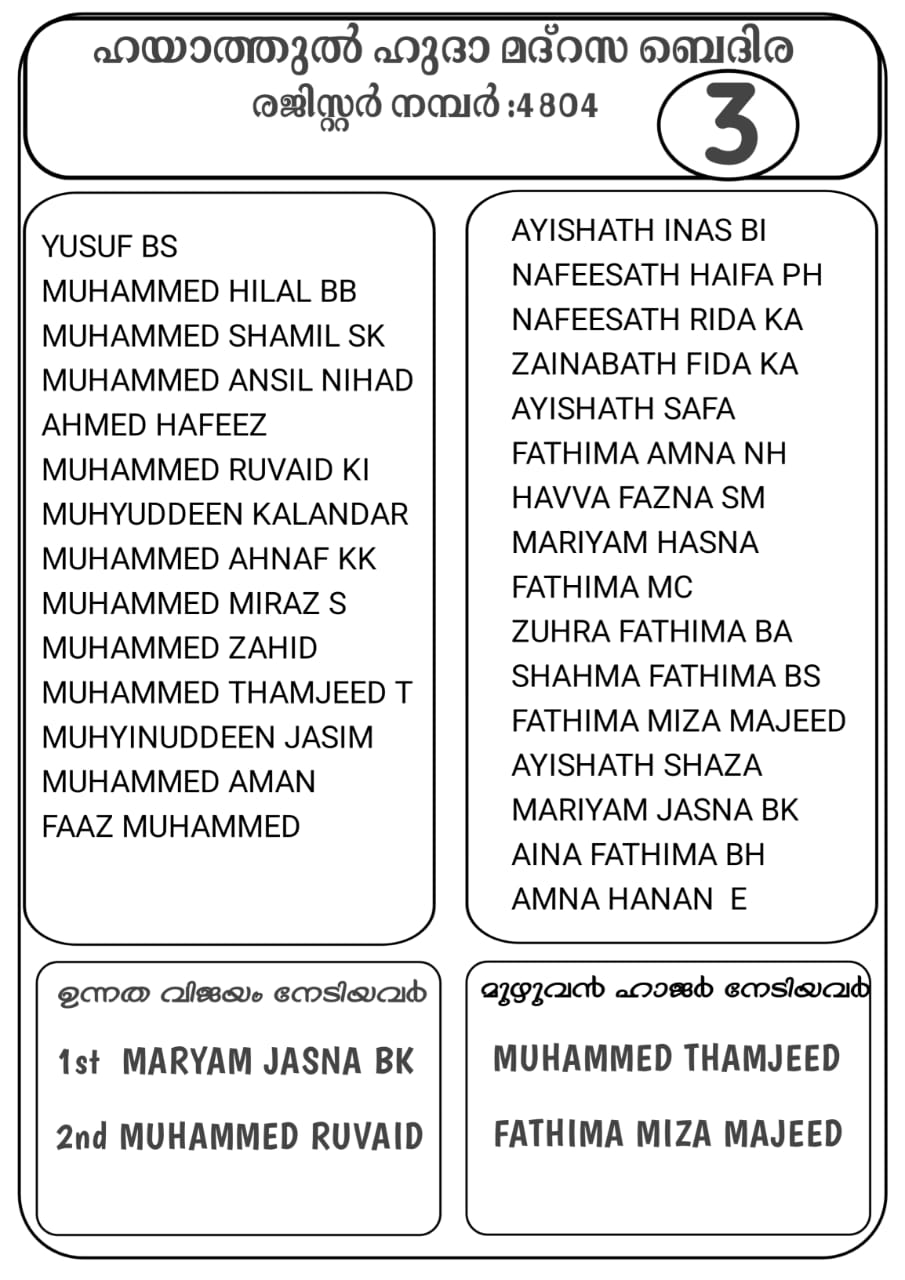 ഹയാത്തുൽ ഹുദാ മദ്റസ ബെദിര
രജിസ്റ്റർ നമ്പർ :4804
3
YUSUF BS
MUHAMMED HILAL BB
MUHAMMED SHAMIL SK
MUHAMMED ANSIL NIHAD
AHMED HAFEEZ
MUHAMMED RUVAID KI
MUHYUDDEEN KALANDAR
MUHAMMED AHNAF KK
MUHAMMED MIRAZ S
MUHAMMED ZAHID
MUHAMMED THAMJEED T
MUHYINUDDEEN JASIM
MUHAMMED AMAN
FAAZ MUHAMMED
AYISHATH INAS BI
NAFEESATH HAIFA PH
NAFEESATH RIDA KA
ZAINABATH FIDA KA
AYISHATH SAFA
FATHIMA AMNA NH
HAVVA FAZNA SM
MARIYAM HASNA
FATHIMA MC
ZUHRA FATHIMA BA
SHAHMA FATHIMA BS
FATHIMA MIZA MAJEED
AYISHATH SHAZA
MARIYAM JASNA BK
AINA FATHIMA BH
AMNA HANAN E
ഉന്നത വിജയം നേടിയവർ
1st MARYAM JASNA BK
2nd MUHAMMED RUVAID
മുഴുവൻ ഹാജർ നേടിയവർ
MUHAMMED THAMJEED
FATHIMA MIZA MAJEED